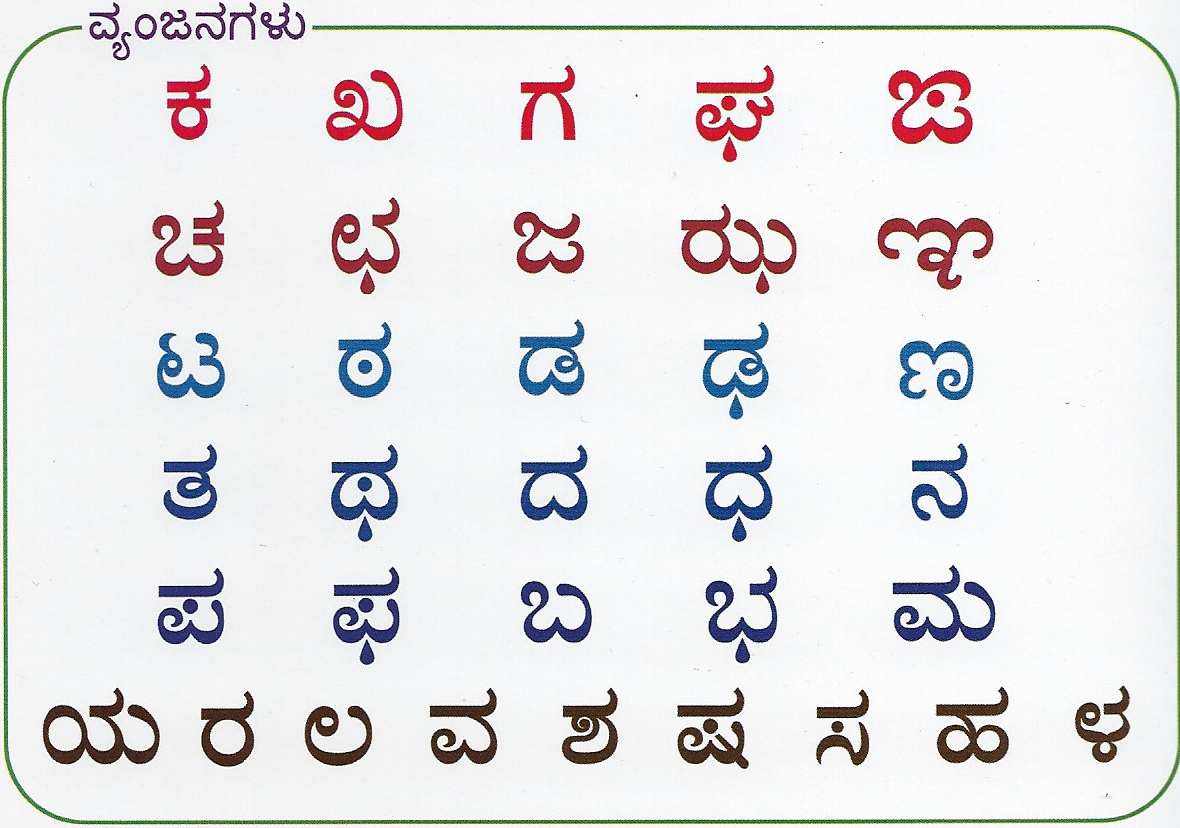 ವ್ಯಂಜನಗಳು
ಕ ಖ ಗ ಘ ಙ
ಚ ಛ ಜ ಝ ಞ
ಟ ಠ ಡ ಢ ಣ
ತ ಥ ದ ಧ ನ
ಪ ಫ ಬ ಭ ಮ
ಯ ರ ಲ ವ ಶ ಷ ಸ ಹ ಳ